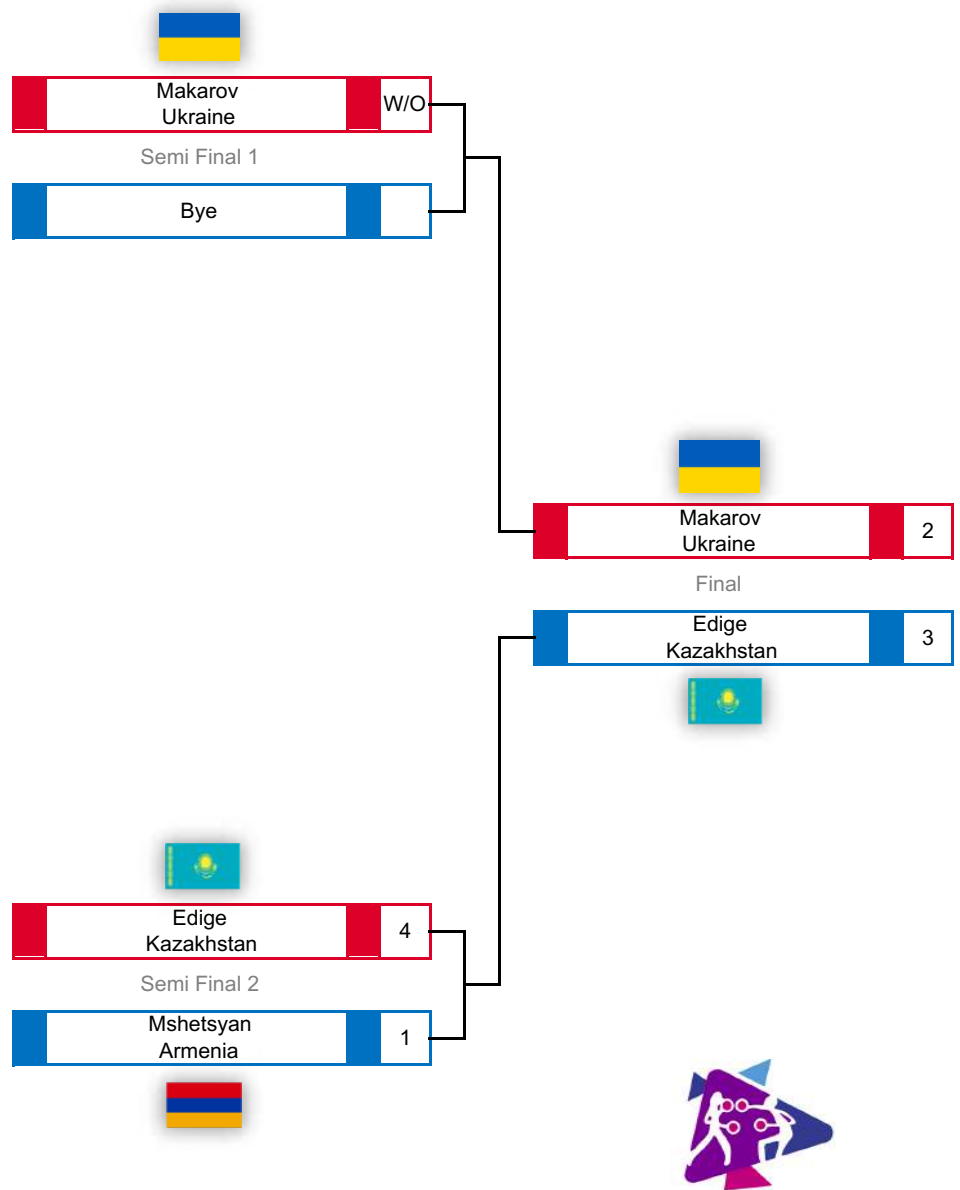 Makarov
Ukraine
W/O
Semi Final 1
Bye
Makarov
Ukraine
2
Final
Edige
Kazakhstan
3
Edige
Kazakhstan
4
Semi Final 2
Mshetsyan
Armenia
1